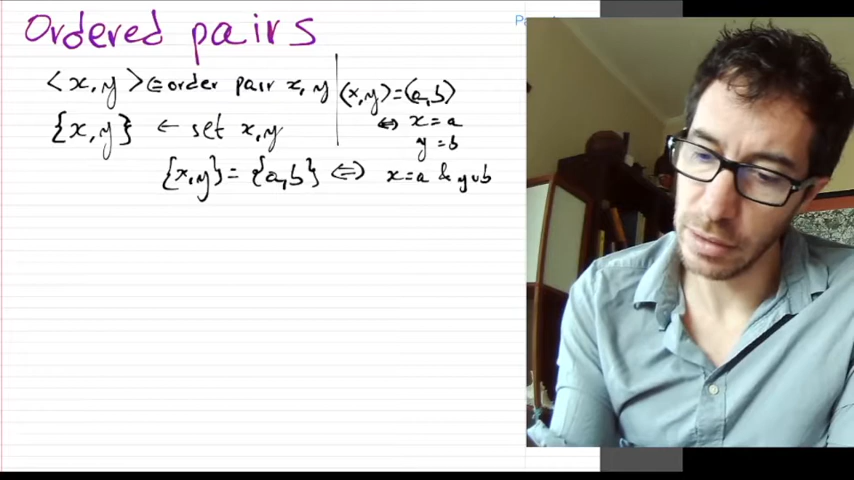 Ordered pairs
<x,y> ≡ order pair x,y
{x,y} ← set x,y
(x,y) = (a,b)
⇔ x = a
y = b
{x,y} = {a,b} ⇔ x=a & y=b